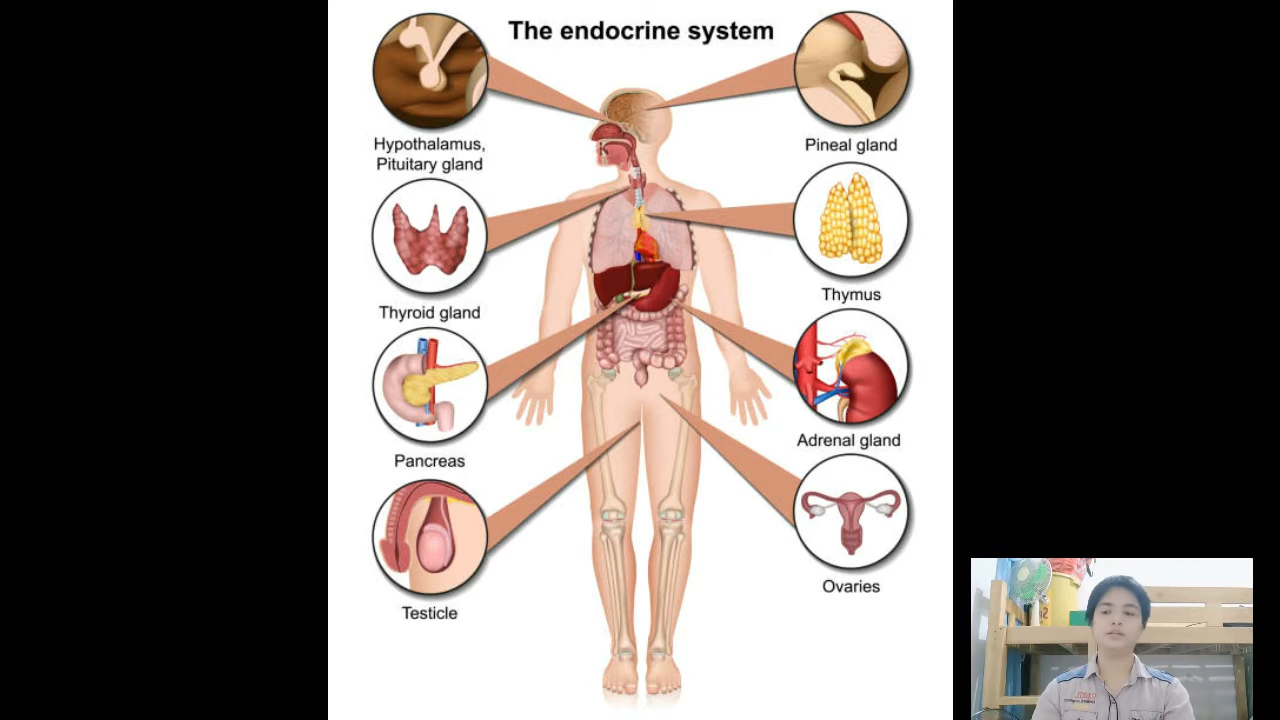 The endocrine system
Hypothalamus,
Pituitary gland
Pineal gland
Thyroid gland
Thymus
Pancreas
Adrenal gland
Testicle
Ovaries